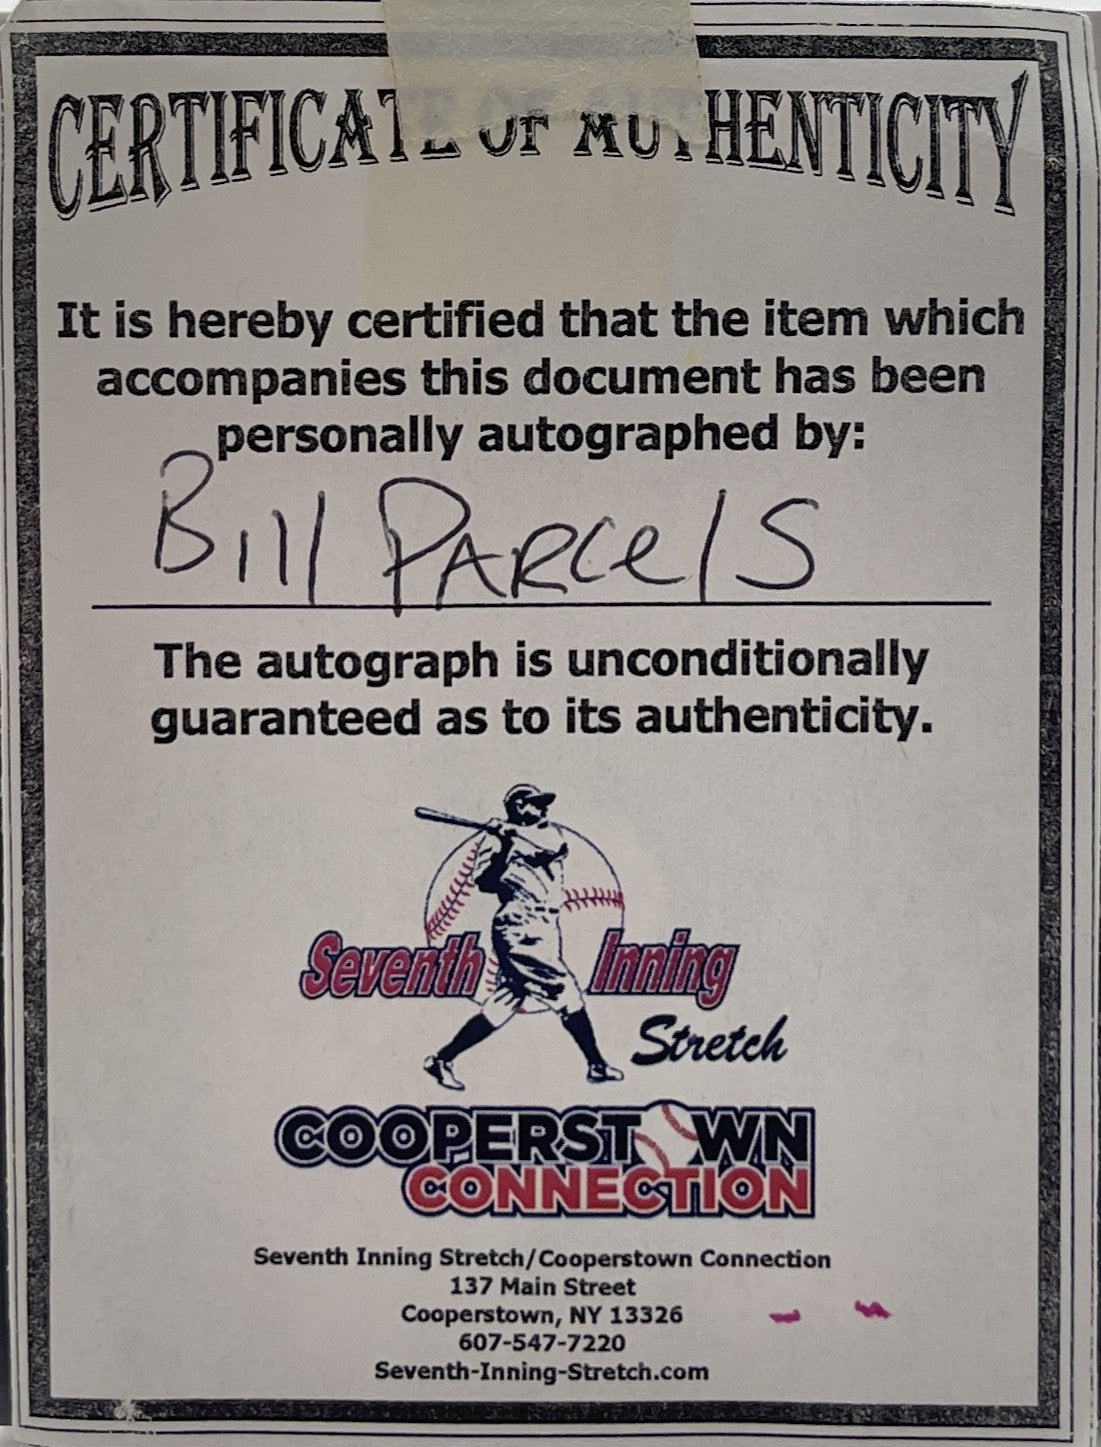 CERTIFICATE OF AUTHENTICITY
It is hereby certified that the item which
accompanies this document has been
personally autographed by:
Bill PARCelS
The autograph is unconditionally
guaranteed as to its authenticity.
Seventh Inning
Stretch
COOPERSTOWN
CONNECTION
Seventh Inning Stretch/Cooperstown Connection
137 Main Street
Cooperstown, NY 13326
607-547-7220
Seventh-Inning-Stretch.com